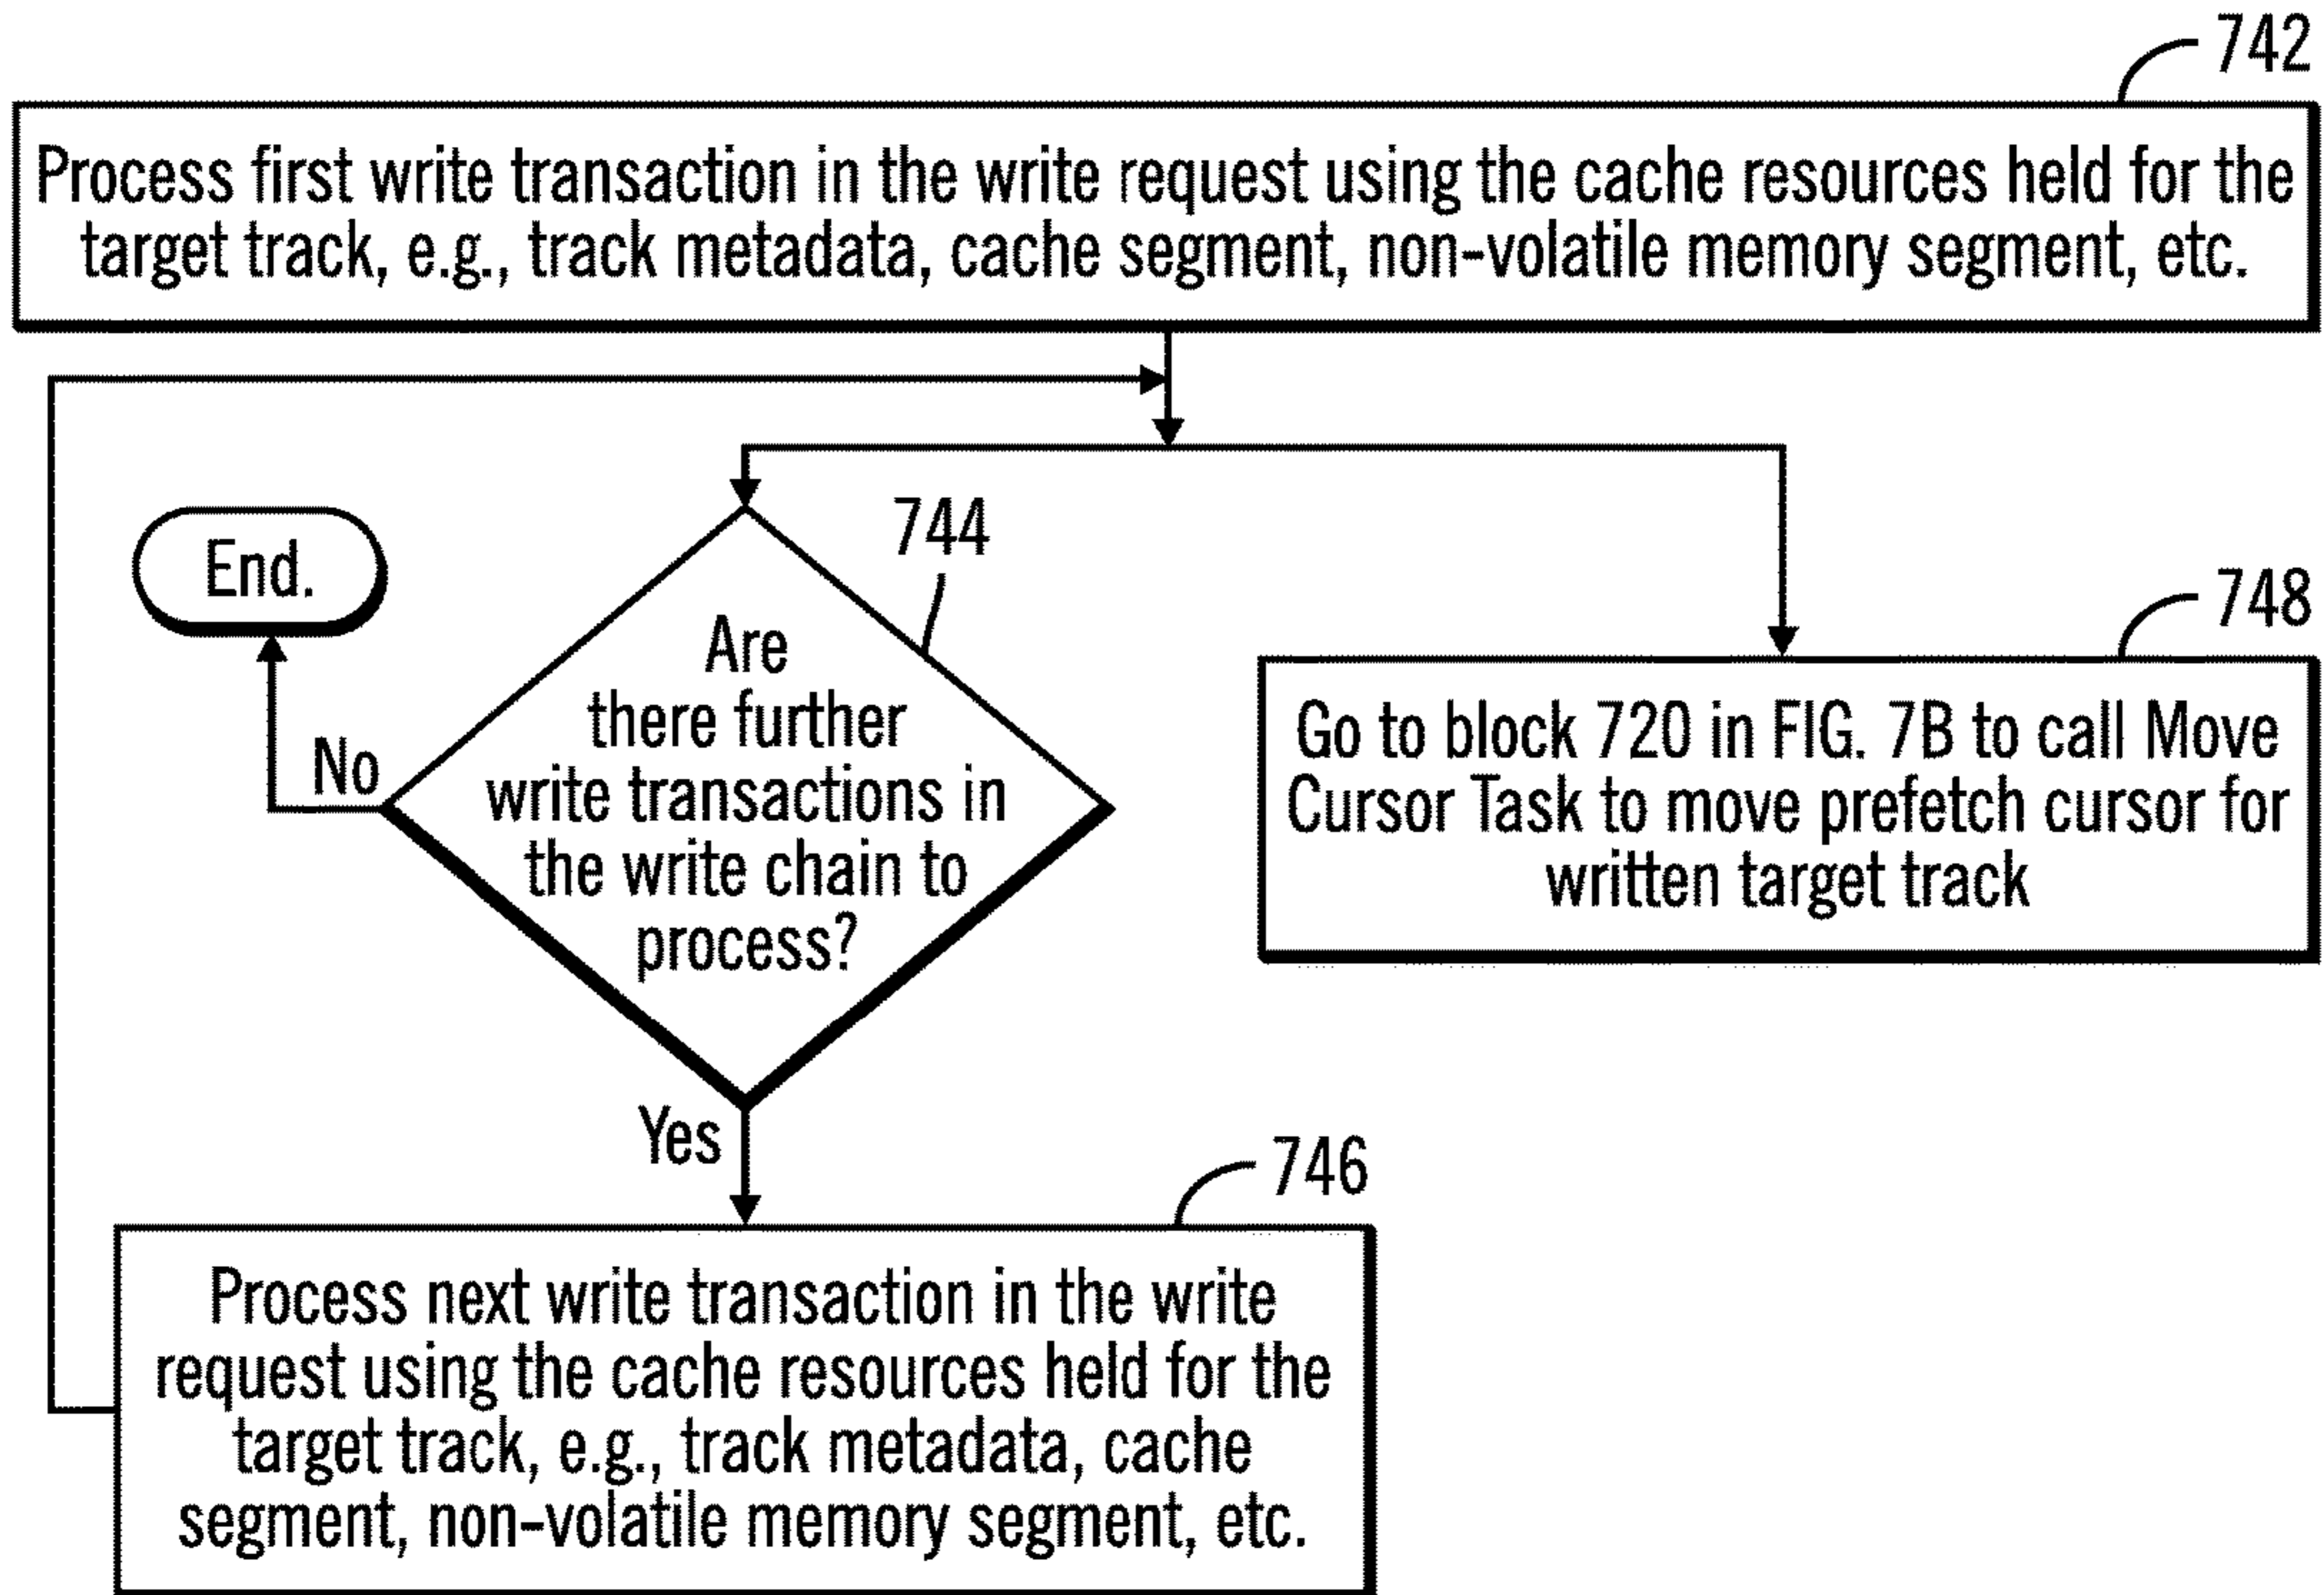 742
Process first write transaction in the write request using the cache resources held for the
target track, e.g., track metadata, cache segment, non-volatile memory segment, etc.
End.
744
Are
there further
write transactions in
the write chain to
process?
No
Yes
748
Go to block 720 in FIG. 7B to call Move
Cursor Task to move prefetch cursor for
written target track
746
Process next write transaction in the write
request using the cache resources held for the
target track, e.g., track metadata, cache
segment, non-volatile memory segment, etc.